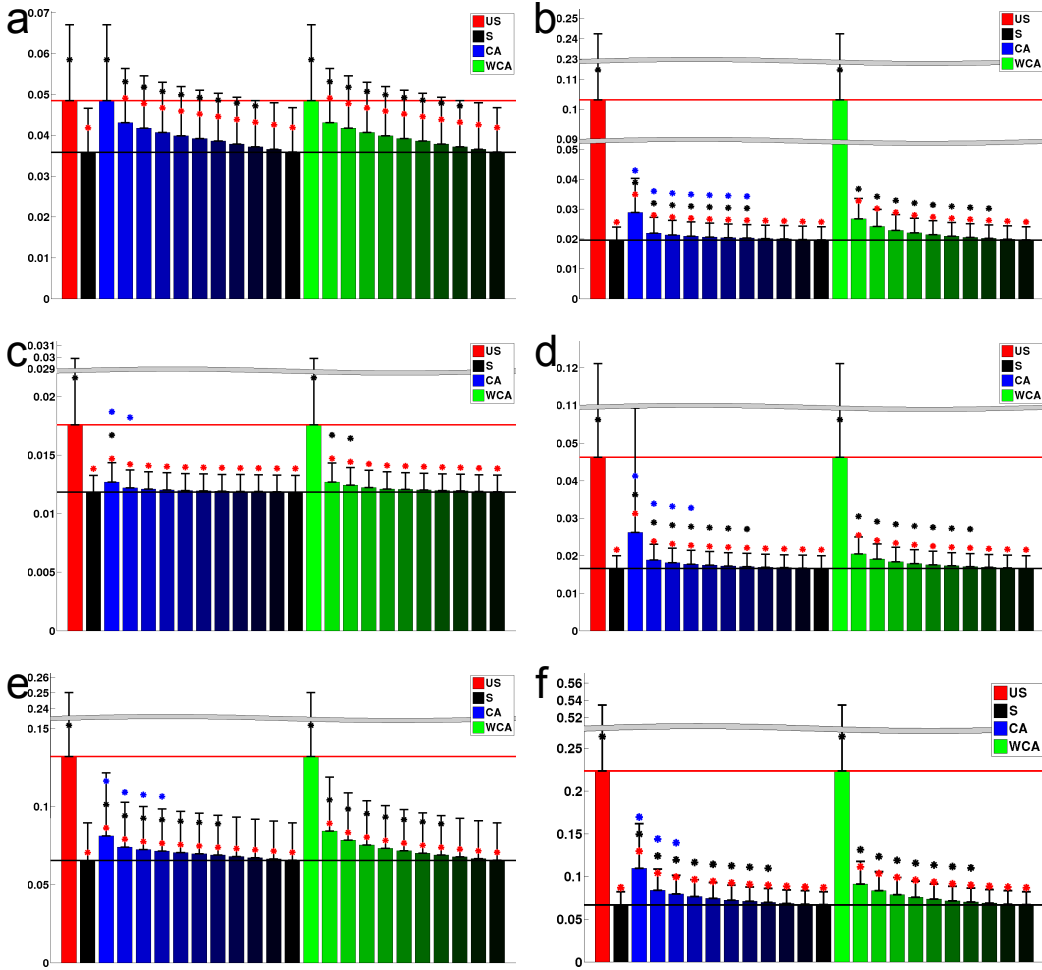 a
0.07
0.06
0.05
0.04
0.03
0.02
0.01
0
US
S
CA
WCA
b
0.25
0.24
0.23
0.11
0.1
0.09
0.05
0.04
0.03
0.02
0.01
0
US
S
CA
WCA
c
0.031
0.03
0.029
0.02
0.015
0.01
0.005
0
US
S
CA
WCA
d
0.12
0.11
0.05
0.04
0.03
0.02
0.01
0
US
S
CA
WCA
e
0.26
0.25
0.24
0.15
0.1
0.05
0
US
S
CA
WCA
f
0.56
0.54
0.52
0.25
0.2
0.15
0.1
0.05
0
US
S
CA
WCA